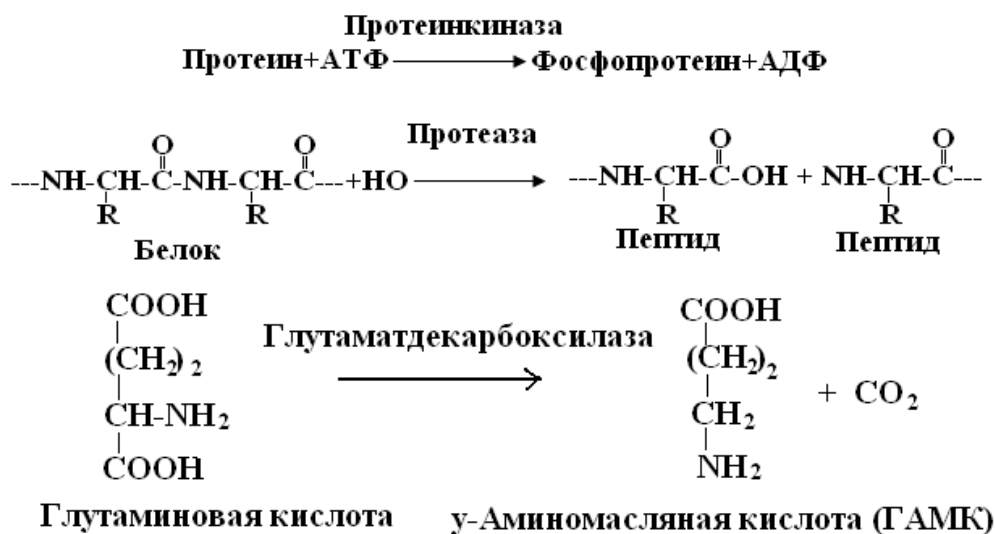 Протеинкиназа
Протеин+АТФ → Фосфопротеин+АДФ
O O Протеаза O O
---NH-CH-C-NH-CH-C---+HO → ---NH-CH-C-OH + NH-CH-C---
R R R R
Белок Пептид Пептид
COOH COOH
Глутаматдекарбоксилаза
(CH₂)₂ → (CH₂)₂
CH-NH₂ CH₂ + CO₂
COOH NH₂
Глутаминовая кислота у-Аминомасляная кислота (ГАМК)